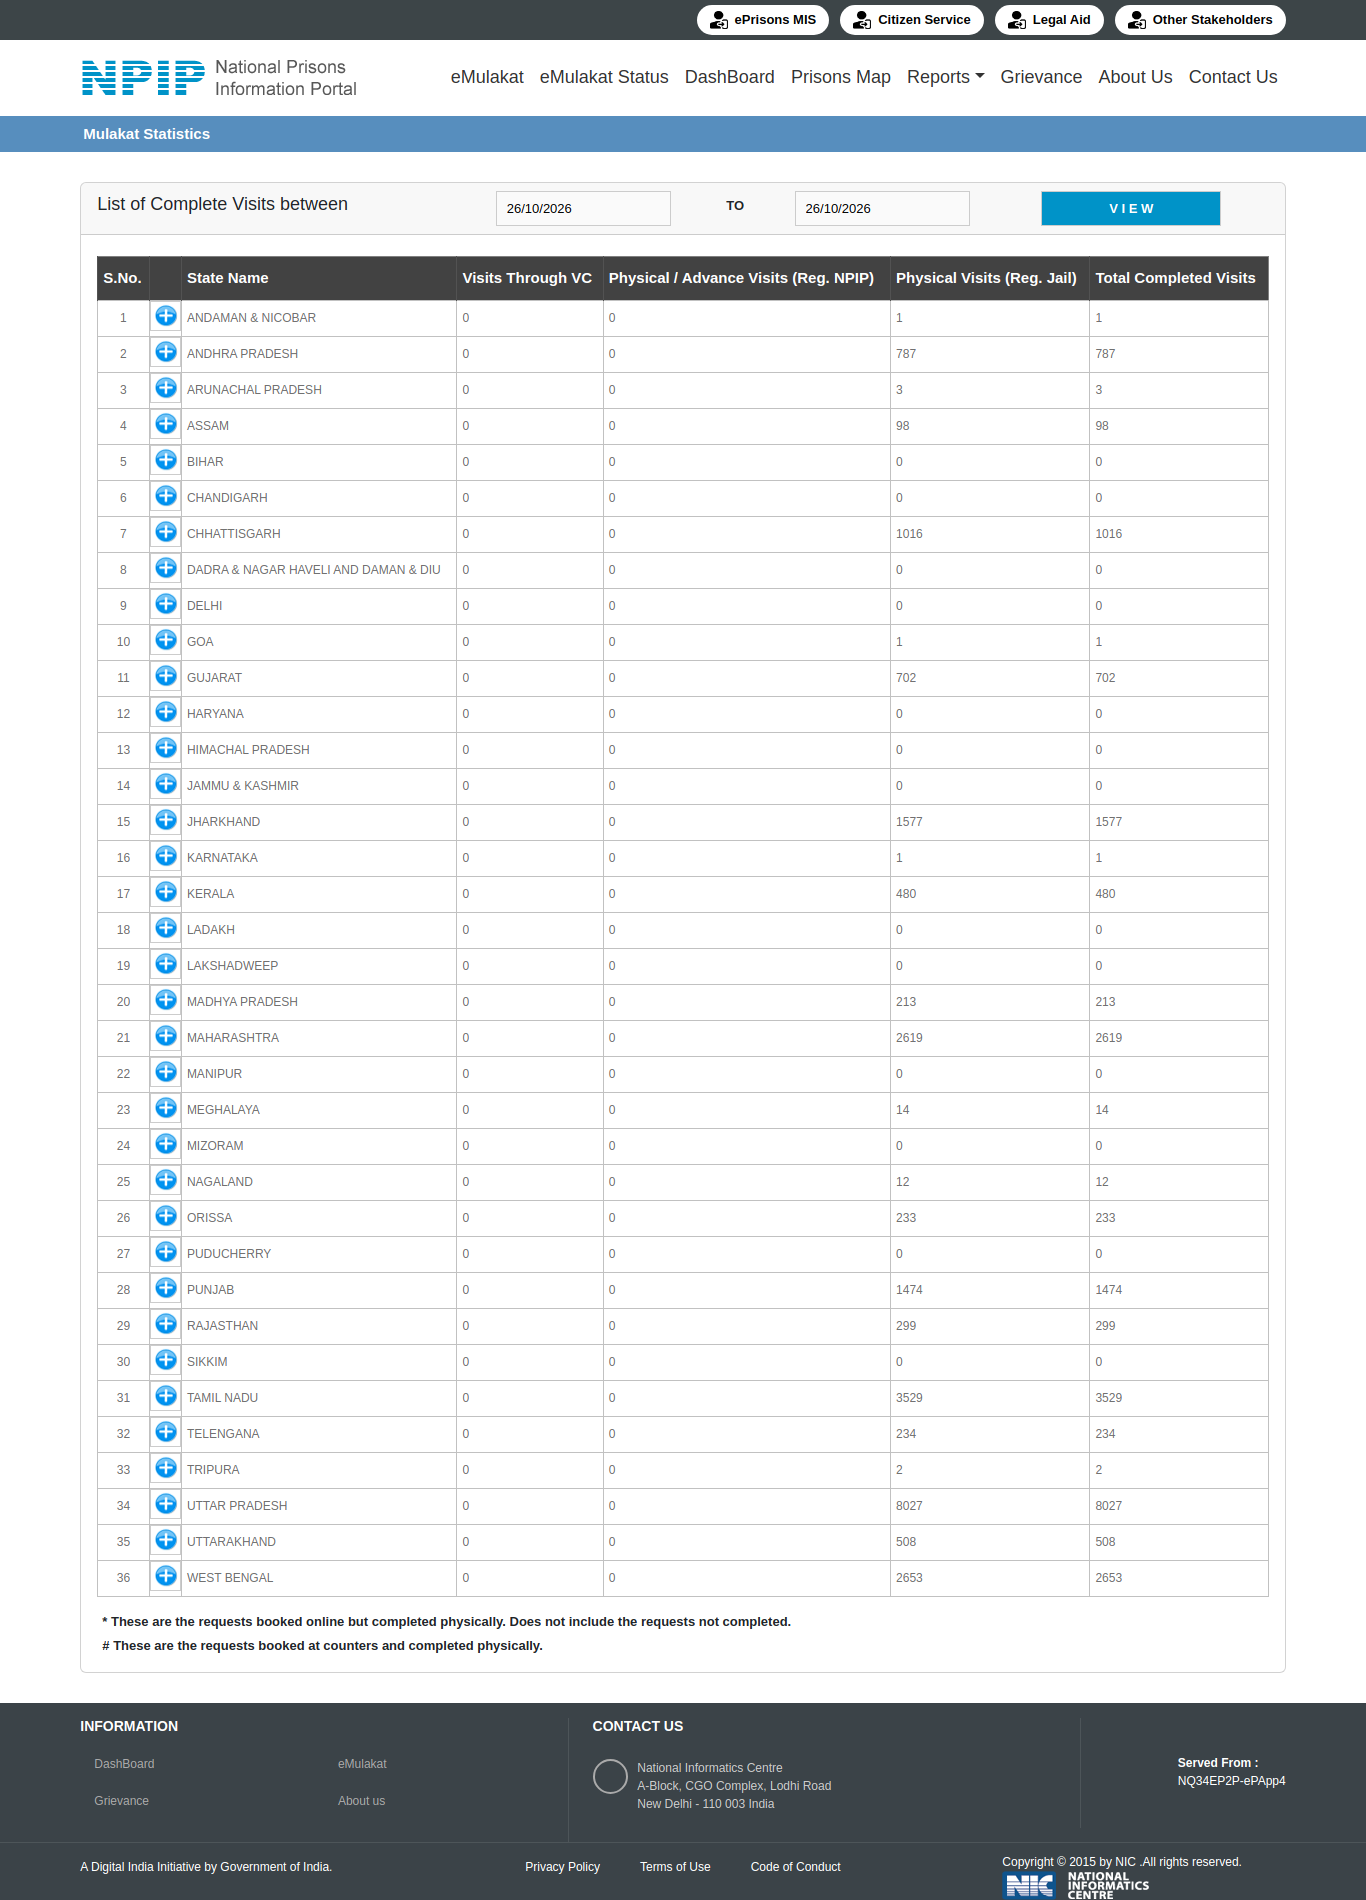 ePrisons MIS Citizen Service Legal Aid Other Stakeholders
NPIP National Prisons Information Portal
eMulakat eMulakat Status DashBoard Prisons Map Reports Grievance About Us Contact Us
Mulakat Statistics
List of Complete Visits between 26/10/2026 TO 26/10/2026 VIEW
S.No. State Name Visits Through VC Physical / Advance Visits (Reg. NPIP) Physical Visits (Reg. Jail) Total Completed Visits
1 ANDAMAN & NICOBAR 0 0 1 1
2 ANDHRA PRADESH 0 0 787 787
3 ARUNACHAL PRADESH 0 0 3 3
4 ASSAM 0 0 98 98
5 BIHAR 0 0 0 0
6 CHANDIGARH 0 0 0 0
7 CHHATTISGARH 0 0 1016 1016
8 DADRA & NAGAR HAVELI AND DAMAN & DIU 0 0 0 0
9 DELHI 0 0 0 0
10 GOA 0 0 1 1
11 GUJARAT 0 0 702 702
12 HARYANA 0 0 0 0
13 HIMACHAL PRADESH 0 0 0 0
14 JAMMU & KASHMIR 0 0 0 0
15 JHARKHAND 0 0 1577 1577
16 KARNATAKA 0 0 1 1
17 KERALA 0 0 480 480
18 LADAKH 0 0 0 0
19 LAKSHADWEEP 0 0 0 0
20 MADHYA PRADESH 0 0 213 213
21 MAHARASHTRA 0 0 2619 2619
22 MANIPUR 0 0 0 0
23 MEGHALAYA 0 0 14 14
24 MIZORAM 0 0 0 0
25 NAGALAND 0 0 12 12
26 ORISSA 0 0 233 233
27 PUDUCHERRY 0 0 0 0
28 PUNJAB 0 0 1474 1474
29 RAJASTHAN 0 0 299 299
30 SIKKIM 0 0 0 0
31 TAMIL NADU 0 0 3529 3529
32 TELENGANA 0 0 234 234
33 TRIPURA 0 0 2 2
34 UTTAR PRADESH 0 0 8027 8027
35 UTTARAKHAND 0 0 508 508
36 WEST BENGAL 0 0 2653 2653
* These are the requests booked online but completed physically. Does not include the requests not completed.
# These are the requests booked at counters and completed physically.
INFORMATION
DashBoard eMulakat
Grievance About us
CONTACT US
National Informatics Centre
A-Block, CGO Complex, Lodhi Road
New Delhi - 110 003 India
Served From :
NQ34EP2P-ePApp4
A Digital India Initiative by Government of India.
Privacy Policy Terms of Use Code of Conduct
Copyright © 2015 by NIC .All rights reserved.
NIC NATIONAL INFORMATICS CENTRE